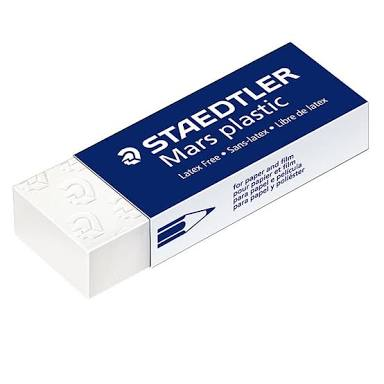 STAEDTLER
Mars plastic
Latex Free • Sans-latex • Libre de latex
for paper and film
pour papier et film
para papel e película
para papel y poliéster